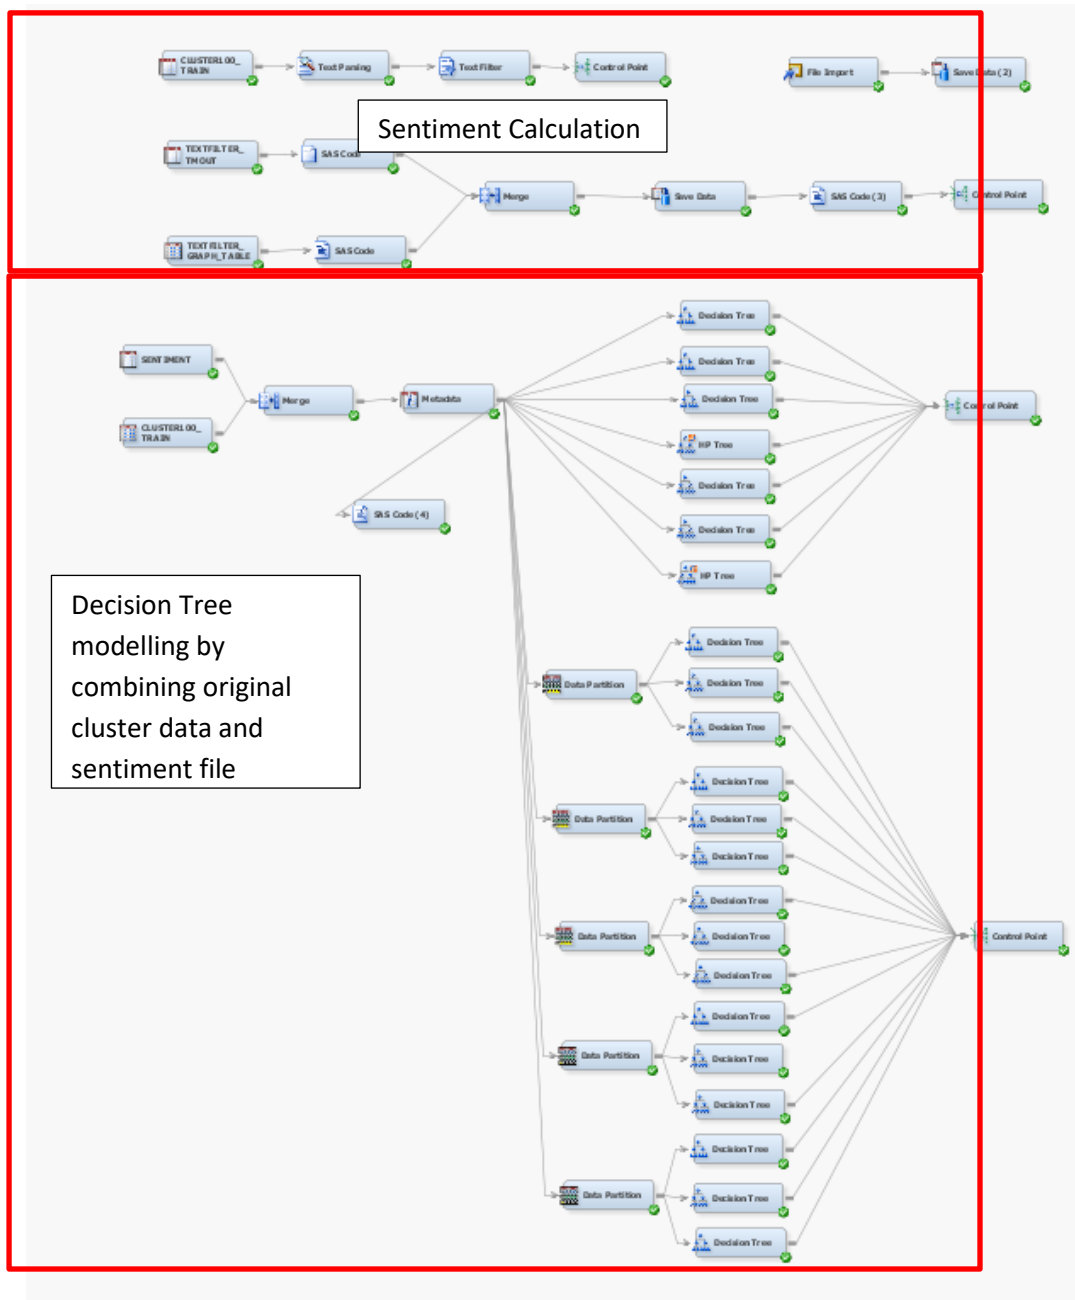 CLUSTER100_
TRAIN
Text Parsing
Text Filter
Control Point
File Import
Save Data (2)
Sentiment Calculation
TEXTFILTER_
TMOUT
SAS Code
Merge
Save Data
SAS Code (3)
Control Point
TEXTFILTER_
GRAPH_TABLE
SAS Code
Decision Tree
SENTIMENT
Decision Tree
Merge
Metadata
Decision Tree
Control Point
CLUSTER100_
TRAIN
HP Tree
Decision Tree
SAS Code (4)
Decision Tree
HP Tree
Decision Tree
modelling by
combining original
cluster data and
sentiment file
Decision Tree
Data Partition
Decision Tree
Decision Tree
Decision Tree
Data Partition
Decision Tree
Decision Tree
Decision Tree
Data Partition
Decision Tree
Control Point
Decision Tree
Decision Tree
Data Partition
Decision Tree
Decision Tree
Decision Tree
Data Partition
Decision Tree
Decision Tree